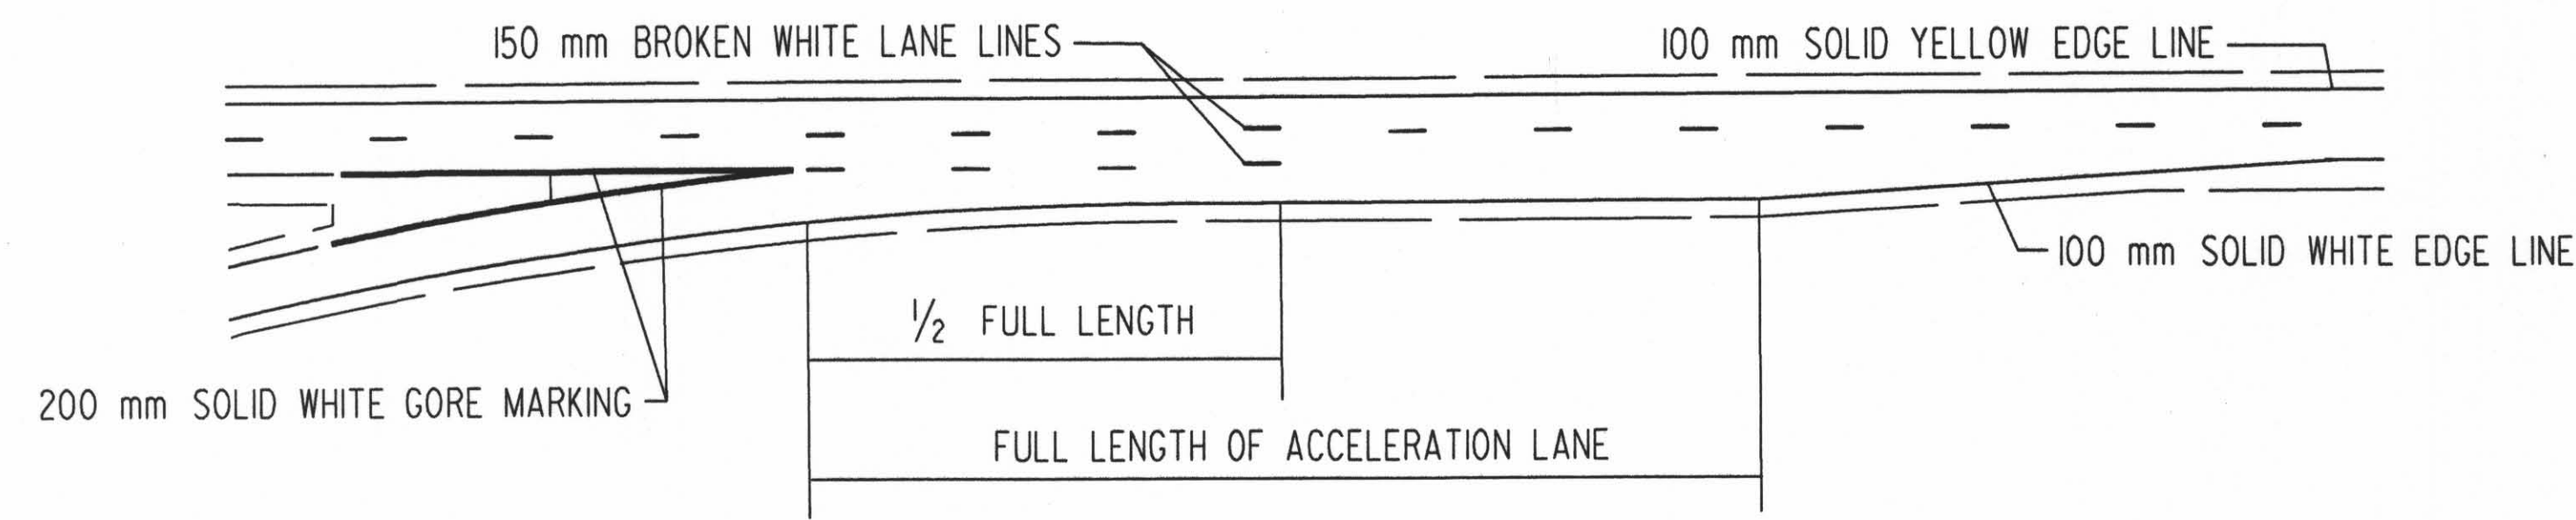 150 mm BROKEN WHITE LANE LINES
100 mm SOLID YELLOW EDGE LINE
100 mm SOLID WHITE EDGE LINE
1/2 FULL LENGTH
200 mm SOLID WHITE GORE MARKING
FULL LENGTH OF ACCELERATION LANE